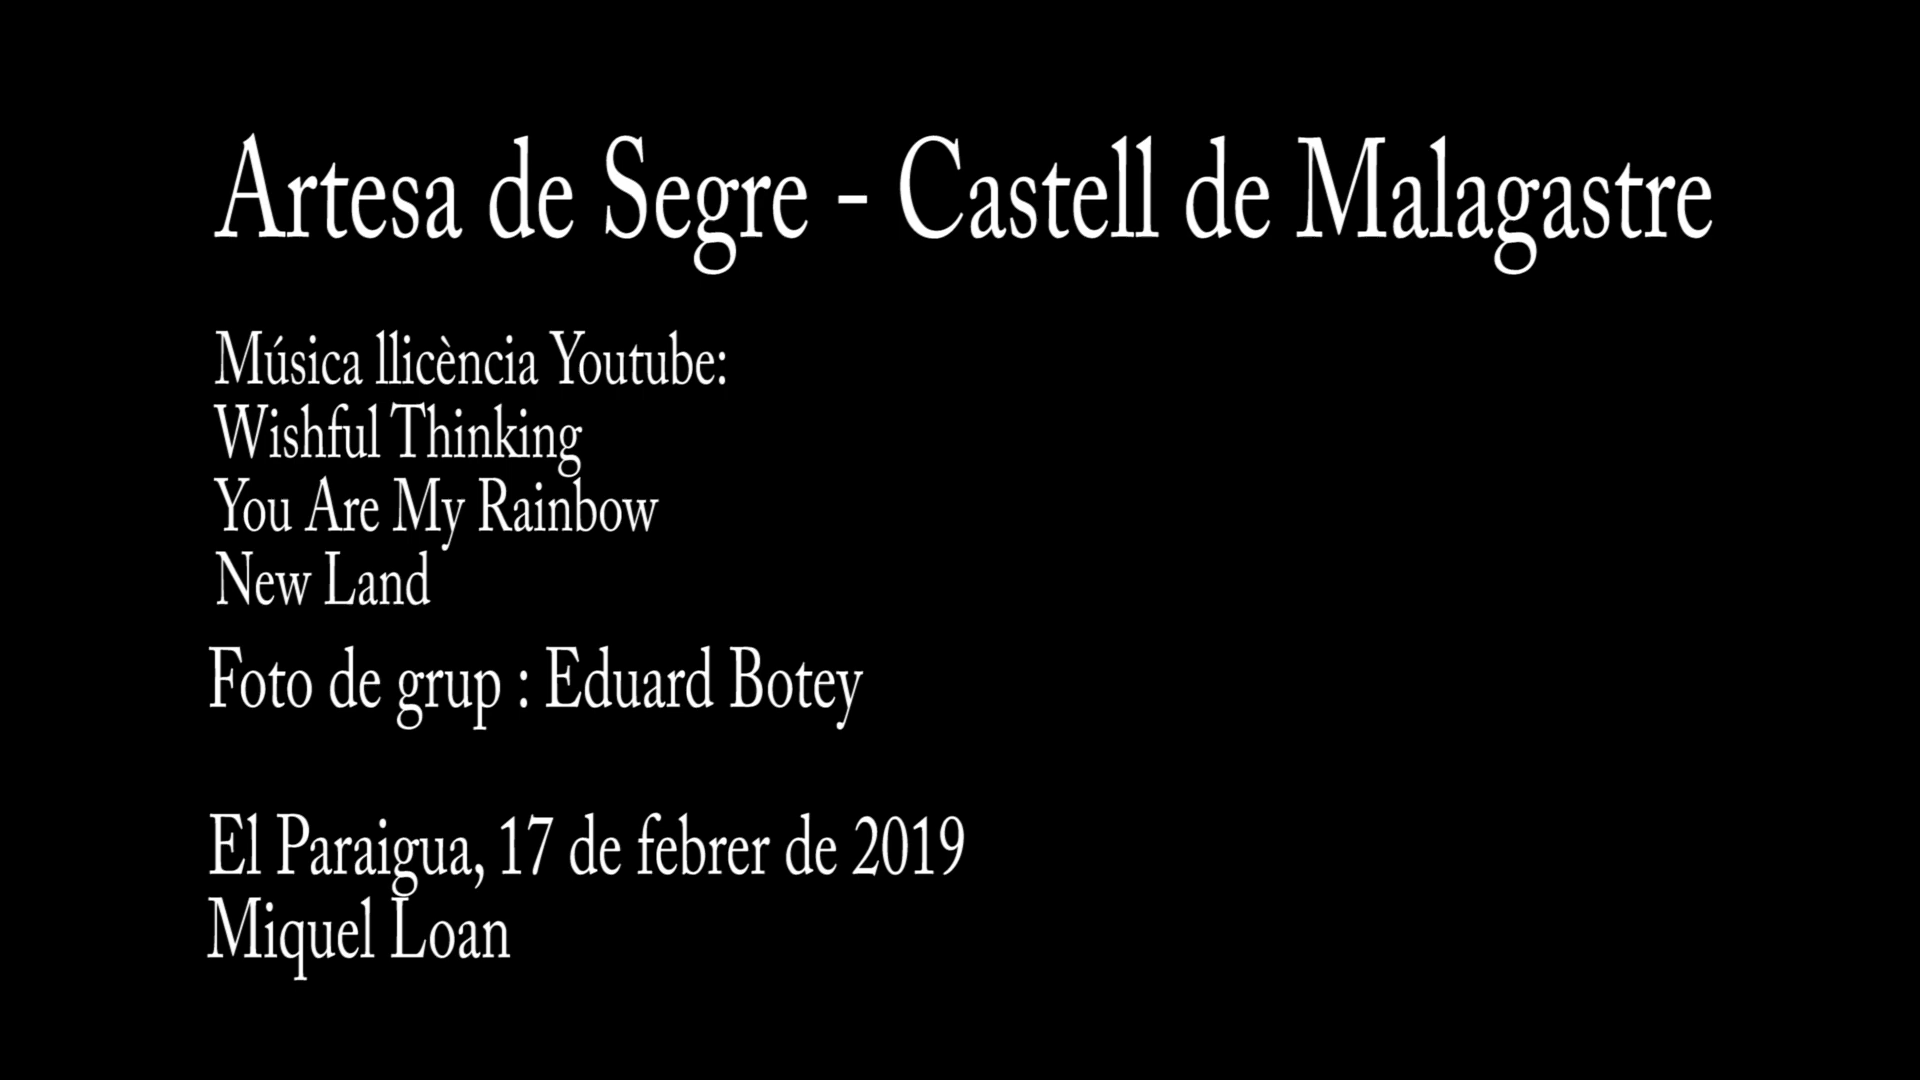 Artesa de Segre - Castell de Malagastre
Música llicència Youtube:
Wishful Thinking
You Are My Rainbow
New Land
Foto de grup : Eduard Botey
El Paraigua, 17 de febrer de 2019
Miquel Loan